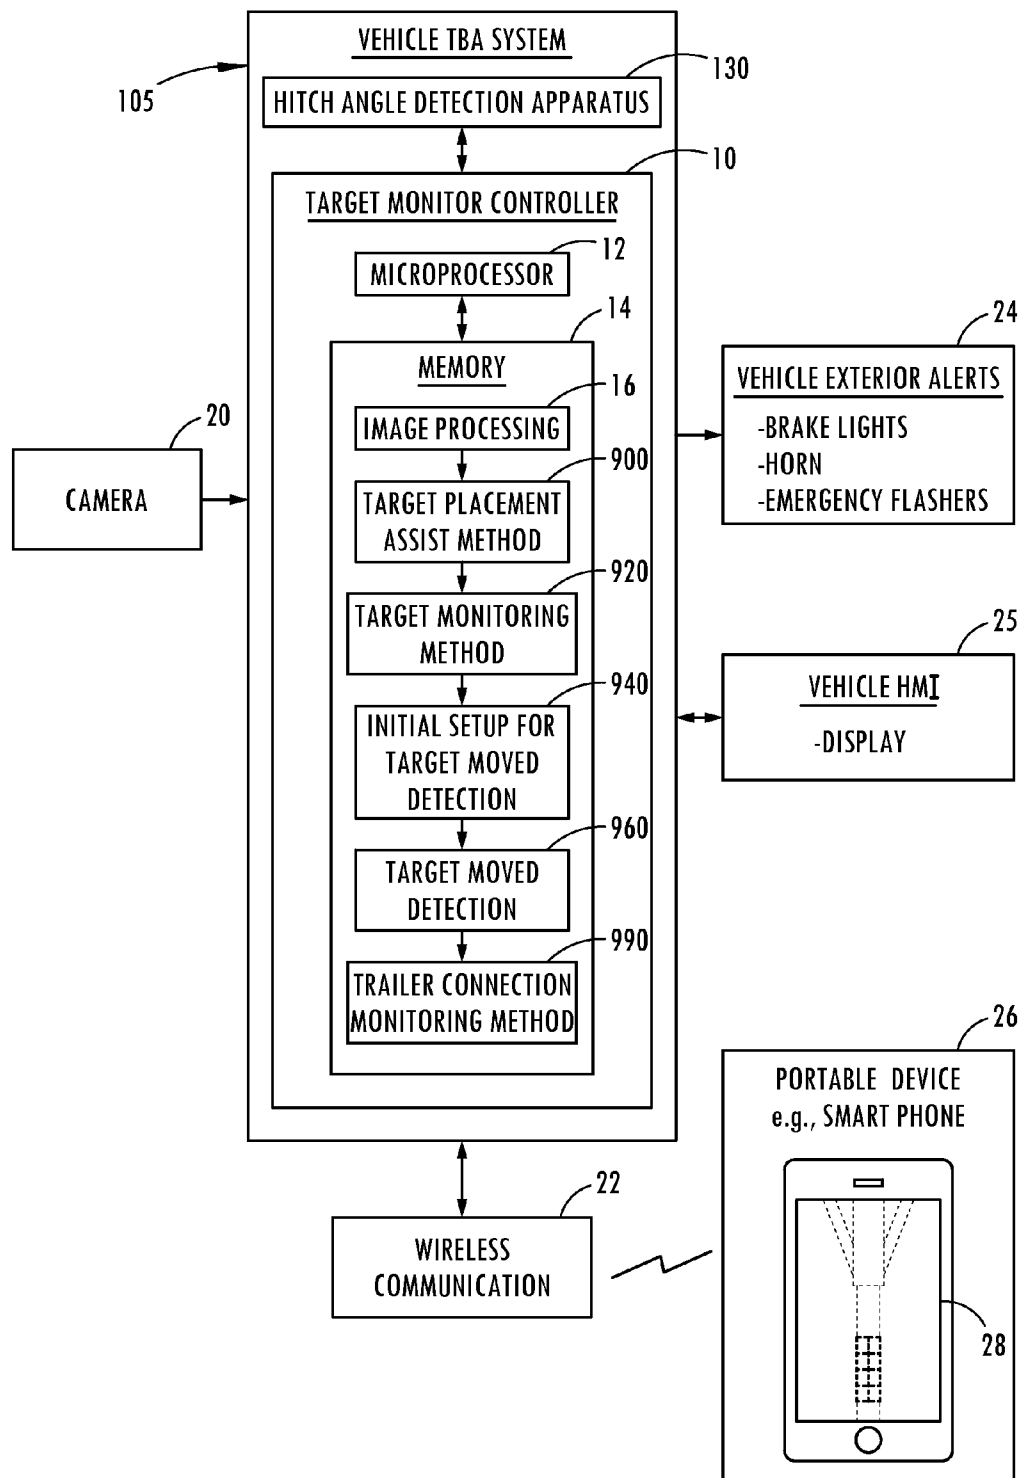 VEHICLE TBA SYSTEM
105
130
HITCH ANGLE DETECTION APPARATUS
10
TARGET MONITOR CONTROLLER
12
MICROPROCESSOR
14
MEMORY
16
IMAGE PROCESSING
900
TARGET PLACEMENT
ASSIST METHOD
920
TARGET MONITORING
METHOD
940
INITIAL SETUP FOR
TARGET MOVED
DETECTION
960
TARGET MOVED
DETECTION
990
TRAILER CONNECTION
MONITORING METHOD
20
CAMERA
24
VEHICLE EXTERIOR ALERTS
-BRAKE LIGHTS
-HORN
-EMERGENCY FLASHERS
25
VEHICLE HMI
-DISPLAY
22
WIRELESS
COMMUNICATION
26
PORTABLE DEVICE
e.g., SMART PHONE
28